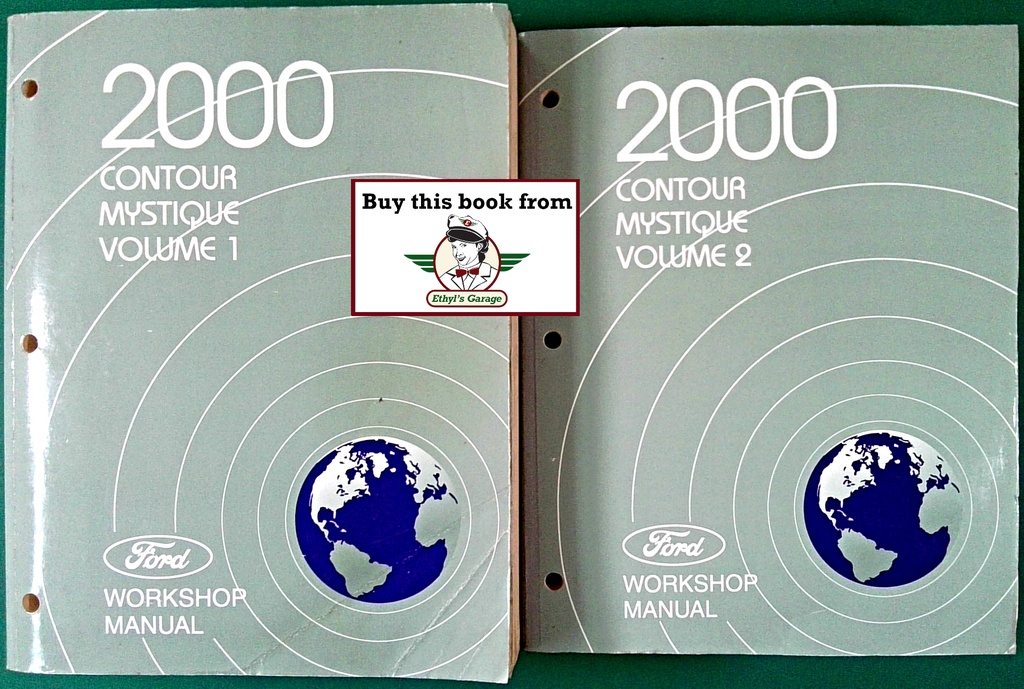 2000
CONTOUR
MYSTIQUE
VOLUME 1
Ford
WORKSHOP
MANUAL
Buy this book from
Ethyl's Garage
2000
CONTOUR
MYSTIQUE
VOLUME 2
Ford
WORKSHOP
MANUAL